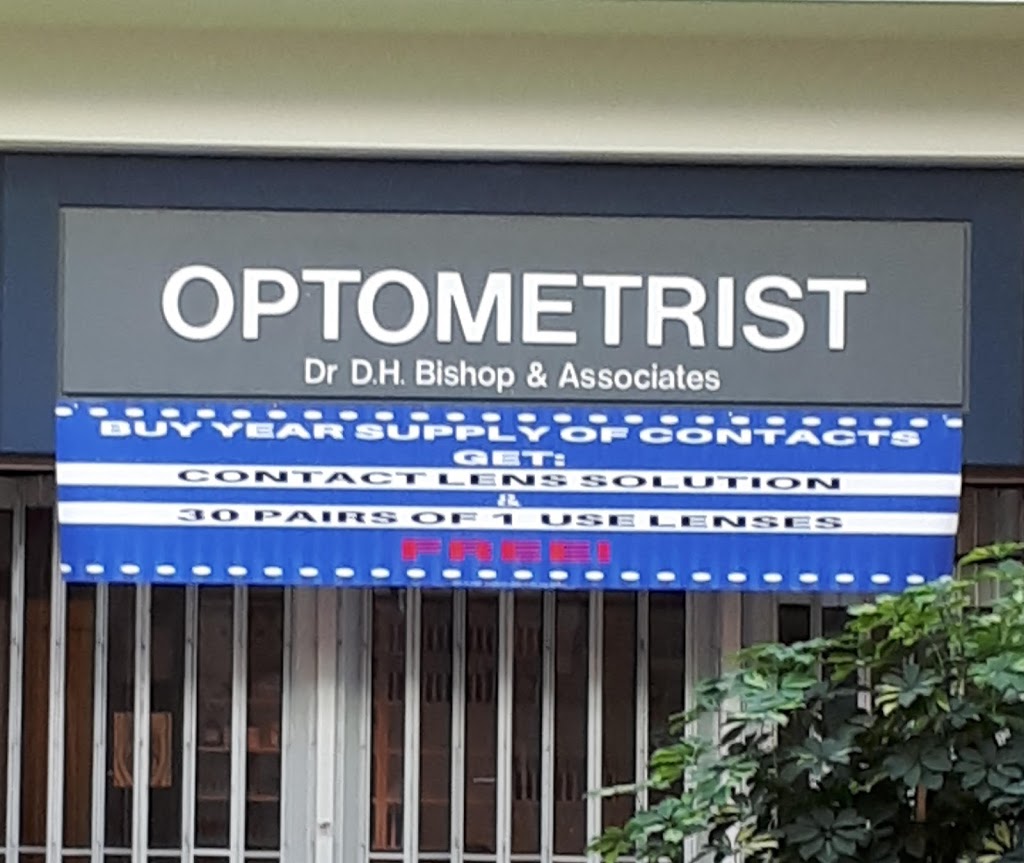 OPTOMETRIST
Dr D.H. Bishop & Associates
BUY YEAR SUPPLY OF CONTACTS
GET:
CONTACT LENS SOLUTION
&
30 PAIRS OF 1 USE LENSES
FREE!